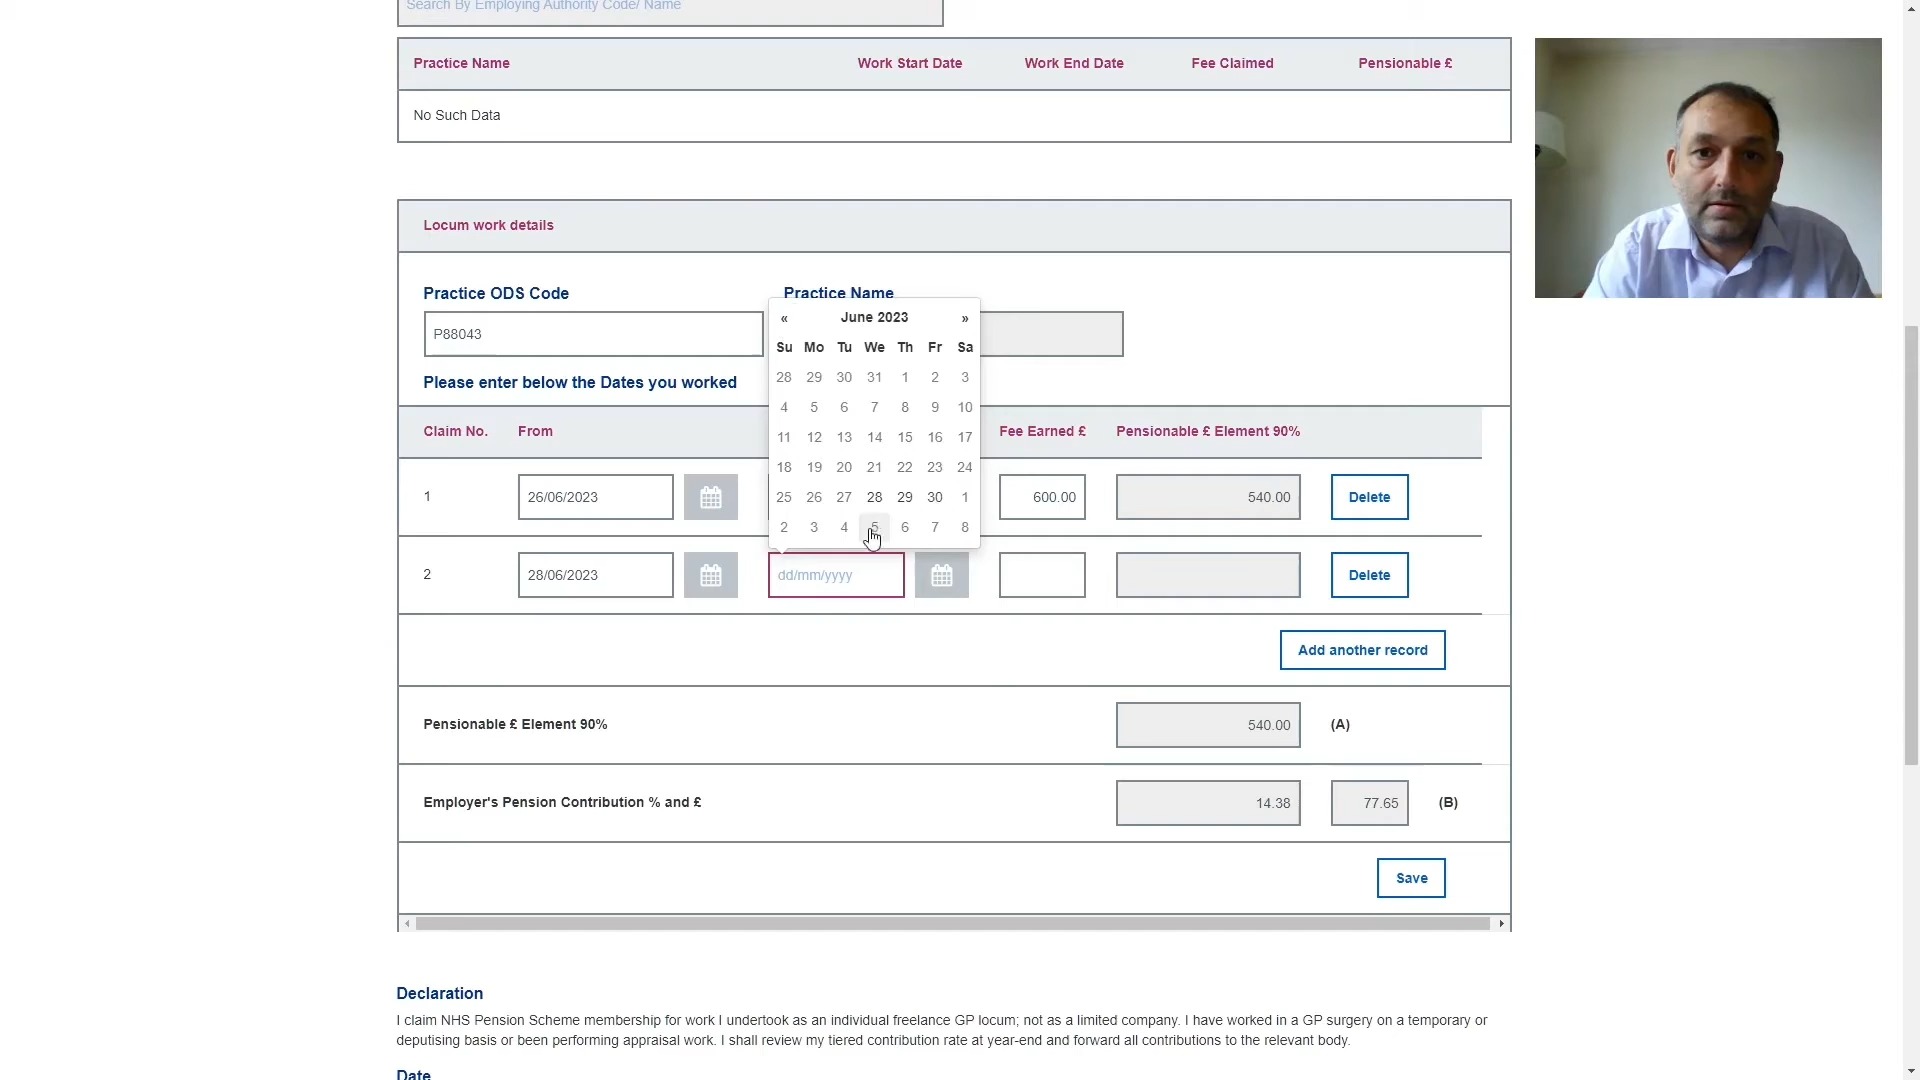 Search By Employing Authority Code/ Name
Practice Name Work Start Date Work End Date Fee Claimed Pensionable £
No Such Data
Locum work details
Practice ODS Code Practice Name
P88043
Please enter below the Dates you worked
« June 2023 »
Su Mo Tu We Th Fr Sa
28 29 30 31 1 2 3
4 5 6 7 8 9 10
11 12 13 14 15 16 17
18 19 20 21 22 23 24
25 26 27 28 29 30 1
2 3 4 5 6 7 8
Claim No. From Fee Earned £ Pensionable £ Element 90%
1 26/06/2023 600.00 540.00 Delete
2 28/06/2023 dd/mm/yyyy Delete
Add another record
Pensionable £ Element 90% 540.00 (A)
Employer's Pension Contribution % and £ 14.38 77.65 (B)
Save
Declaration
I claim NHS Pension Scheme membership for work I undertook as an individual freelance GP locum; not as a limited company. I have worked in a GP surgery on a temporary or
deputising basis or been performing appraisal work. I shall review my tiered contribution rate at year-end and forward all contributions to the relevant body.
Date